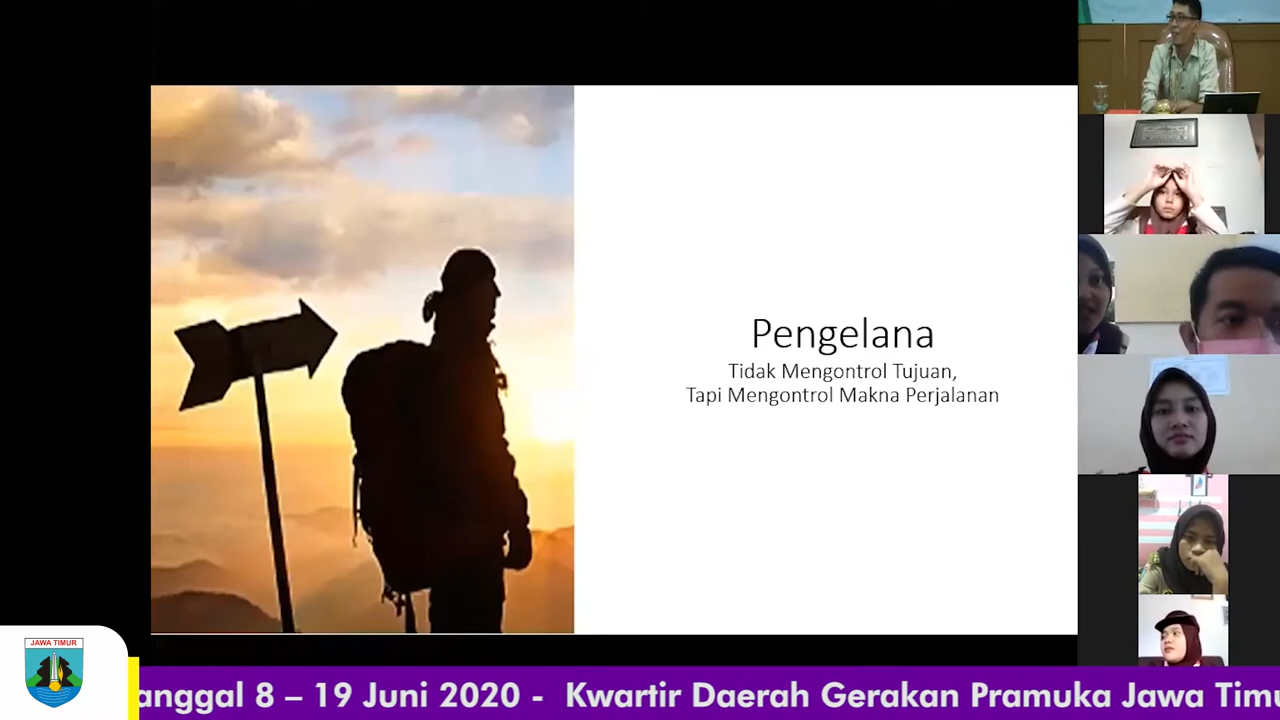 Pengelana
Tidak Mengontrol Tujuan,
Tapi Mengontrol Makna Perjalanan
JAWA TIMUR
anggal 8 – 19 Juni 2020 - Kwartir Daerah Gerakan Pramuka Jawa Timu